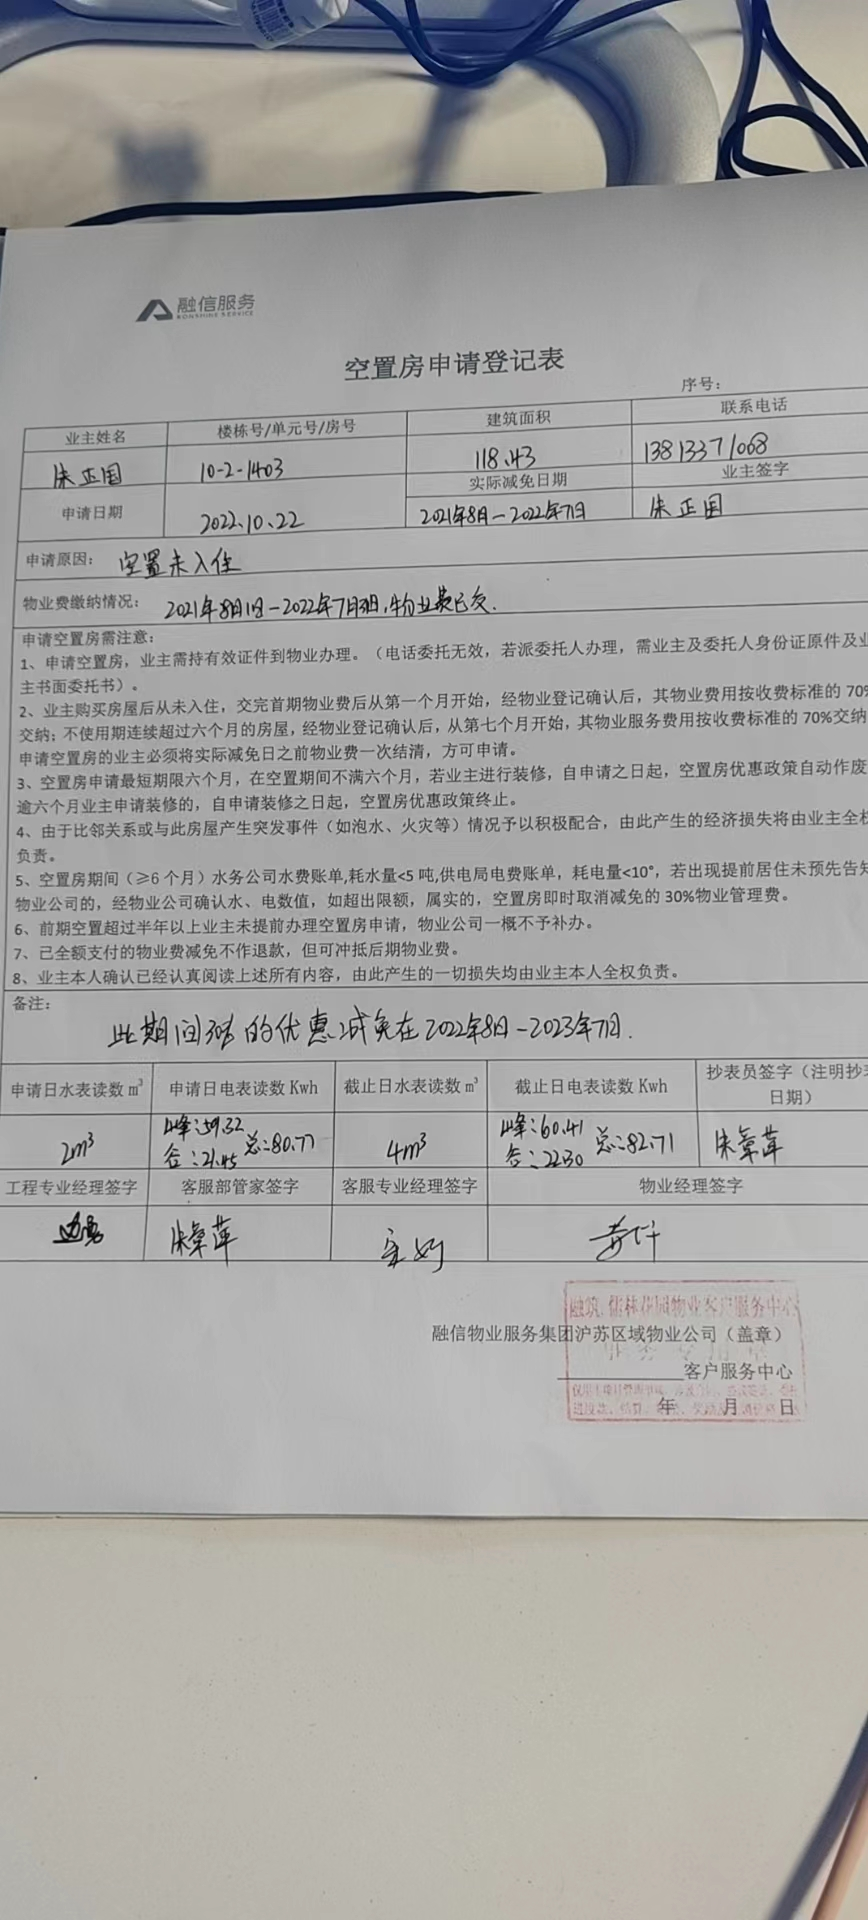 融信服务
RONSHINE SERVICE
空置房申请登记表
序号：
业主姓名 楼栋号/单元号/房号 建筑面积 联系电话
朱正国 10-2-1403 118.43 13813371068
申请日期 2022.10.22 实际减免日期 业主签字
2021年8月-2022年7月 朱正国
申请原因： 空置未入住
物业费缴纳情况： 2021年8月1日-2022年7月31日，物业费已交.
申请空置房需注意：
1、申请空置房，业主需持有效证件到物业办理。（电话委托无效，若派委托人办理，需业主及委托人身份证原件及业
主书面委托书）。
2、业主购买房屋后从未入住，交完首期物业费后从第一个月开始，经物业登记确认后，其物业费用按收费标准的 70%
交纳；不使用期连续超过六个月的房屋，经物业登记确认后，从第七个月开始，其物业服务费用按收费标准的 70%交纳
申请空置房的业主必须将实际减免日之前物业费一次结清，方可申请。
3、空置房申请最短期限六个月，在空置期间不满六个月，若业主进行装修，自申请之日起，空置房优惠政策自动作废
逾六个月业主申请装修的，自申请装修之日起，空置房优惠政策终止。
4、由于比邻关系或与此房屋产生突发事件（如泡水、火灾等）情况予以积极配合，由此产生的经济损失将由业主全权
负责。
5、空置房期间（≥6 个月）水务公司水费账单,耗水量<5 吨,供电局电费账单，耗电量<10°，若出现提前居住未预先告知
物业公司的，经物业公司确认水、电数值，如超出限额，属实的，空置房即时取消减免的 30%物业管理费。
6、前期空置超过半年以上业主未提前办理空置房申请，物业公司一概不予补办。
7、已全额支付的物业费减免不作退款，但可冲抵后期物业费。
8、业主本人确认已经认真阅读上述所有内容，由此产生的一切损失均由业主本人全权负责。
备注：
此期间30%的优惠减免在2022年8月-2023年7月.
申请日水表读数 m³ 申请日电表读数 Kwh 截止日水表读数 m³ 截止日电表读数 Kwh 抄表员签字（注明抄表
日期）
2m³ 峰:59.32 谷:21.45 总:80.77 4m³ 峰:60.41 谷:22.30 总:82.71 朱翠萍
工程专业经理签字 客服部管家签字 客服专业经理签字 物业经理签字
朱翠萍
融筑.儒林花园物业客户服务中心
融信物业服务集团沪苏区域物业公司（盖章）
客户服务中心
年 月 日